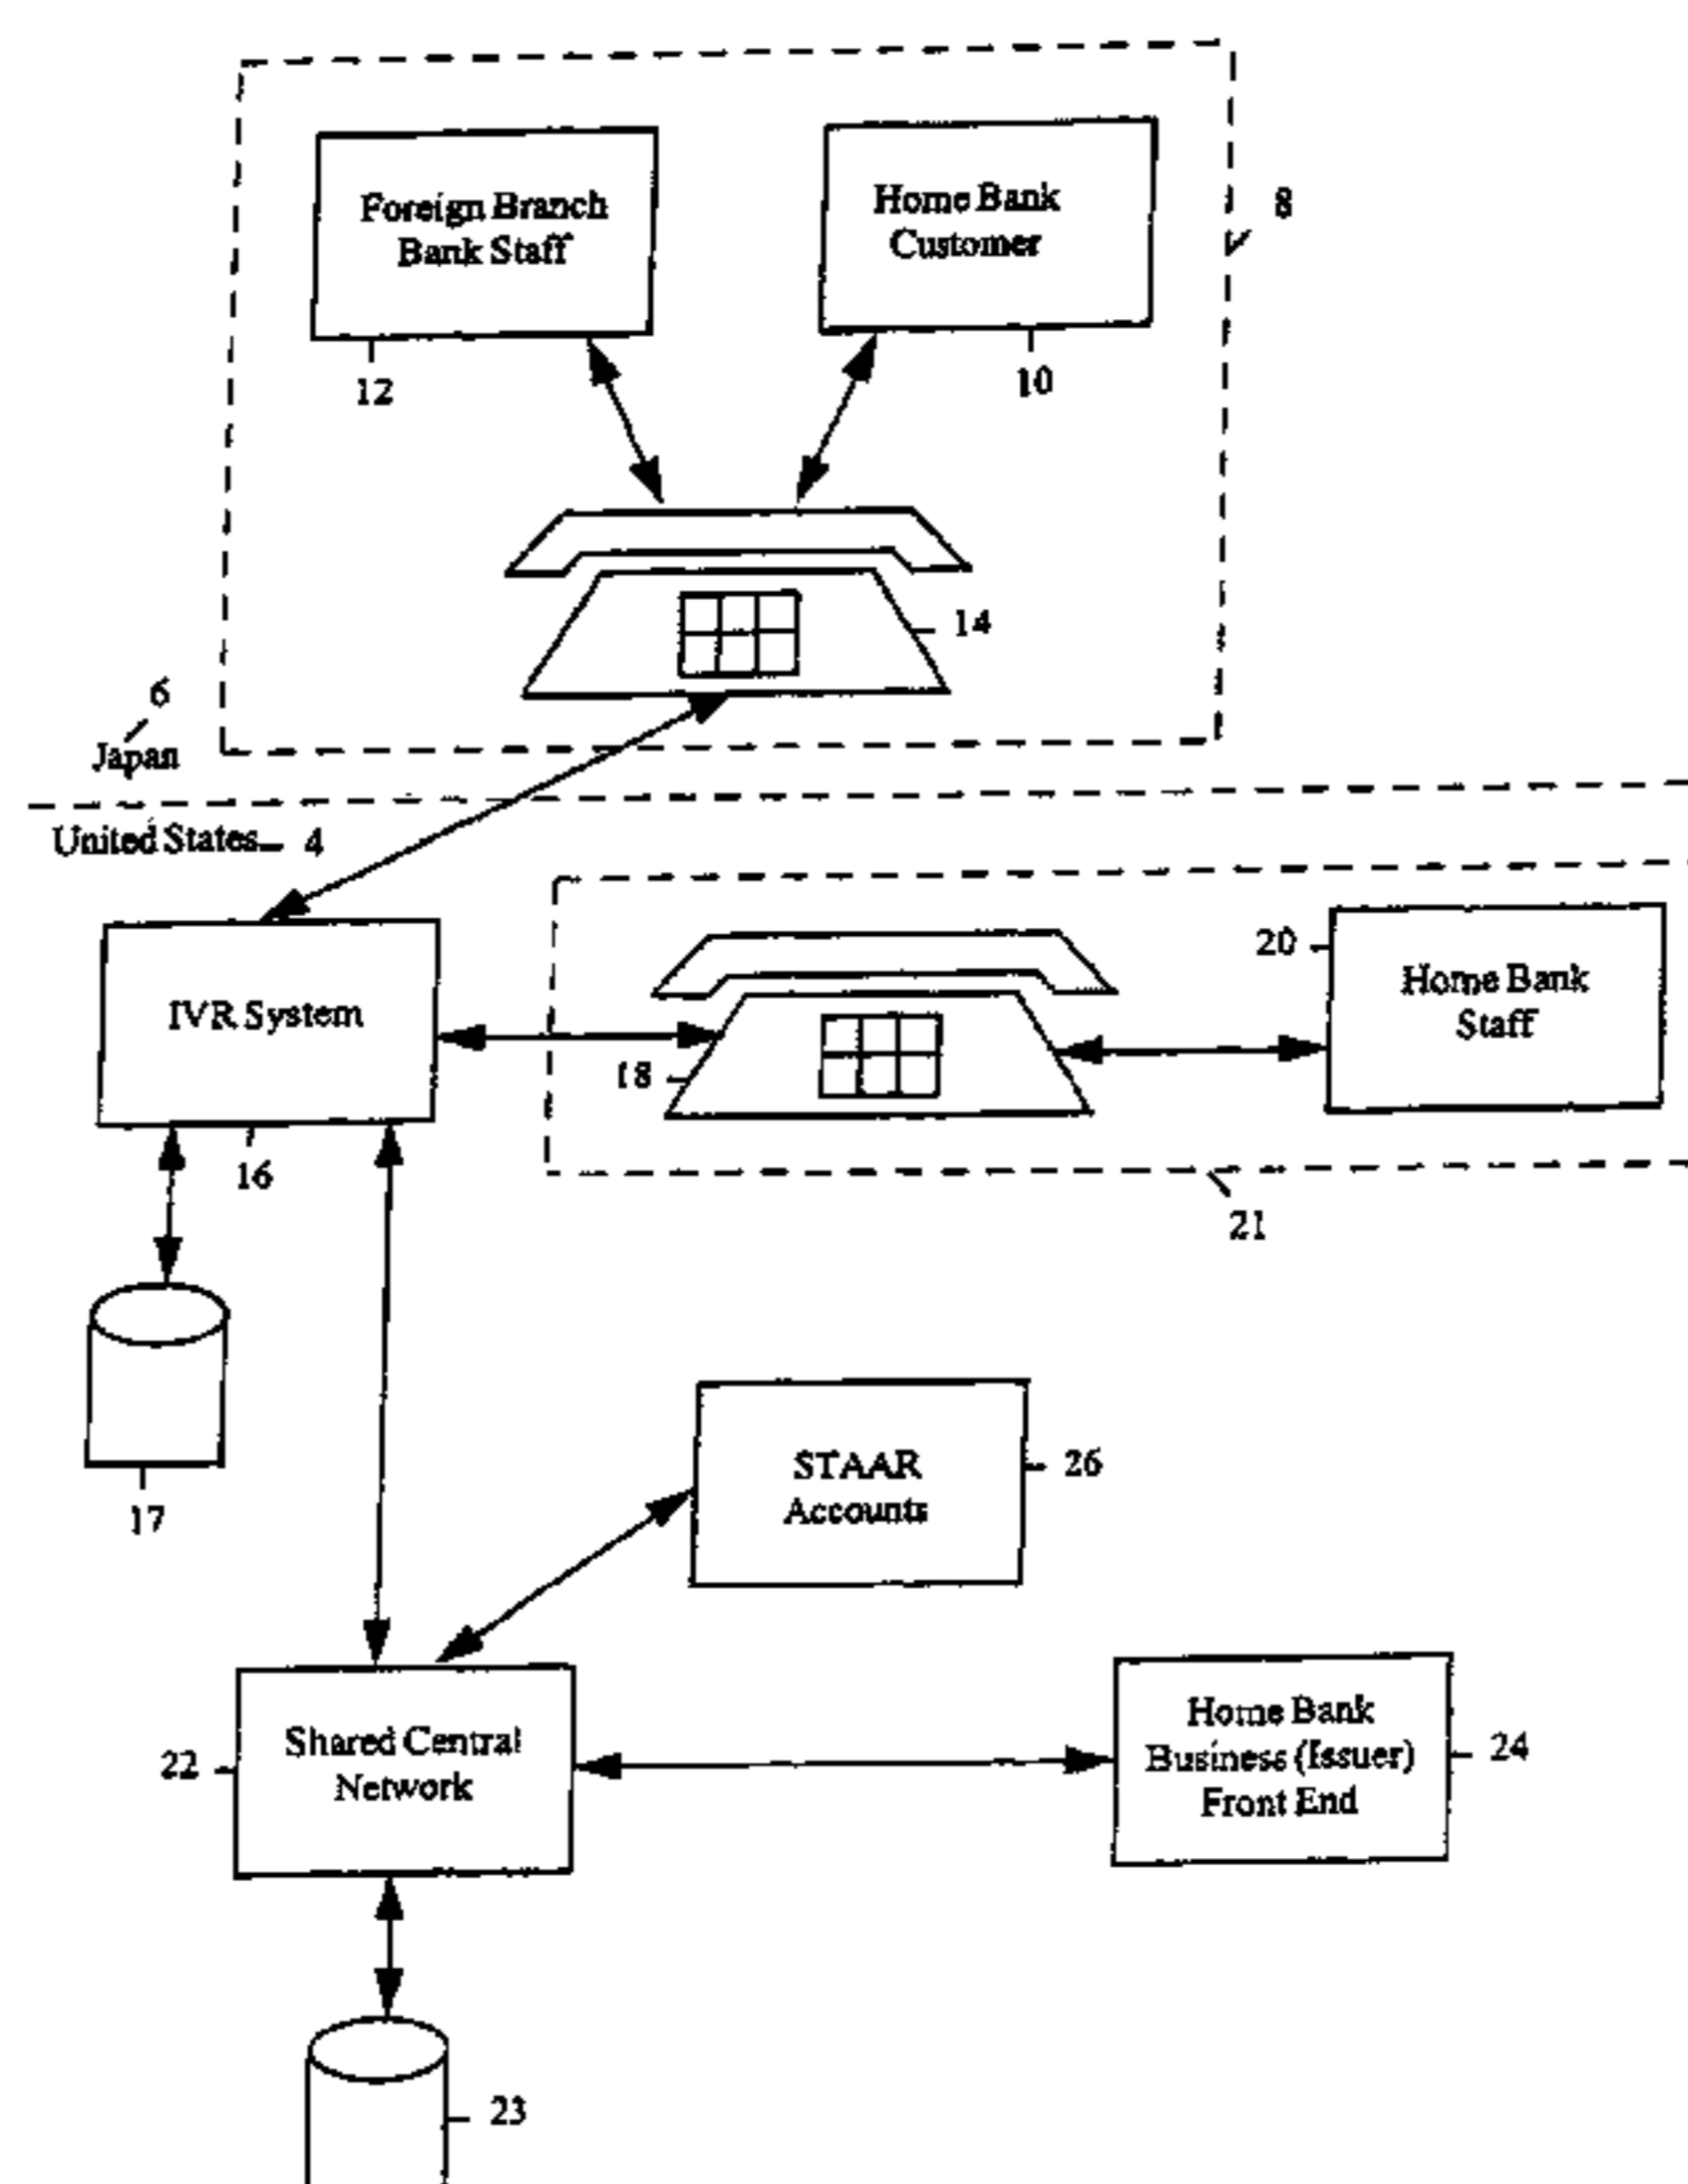 Foreign Branch
Bank Staff
Home Bank
Customer
8
12
10
14
6
Japan
United States
4
IVR System
20
Home Bank
Staff
18
16
21
17
STAAR
Accounts
26
Shared Central
Network
22
Home Bank
Business (Issuer)
Front End
24
23